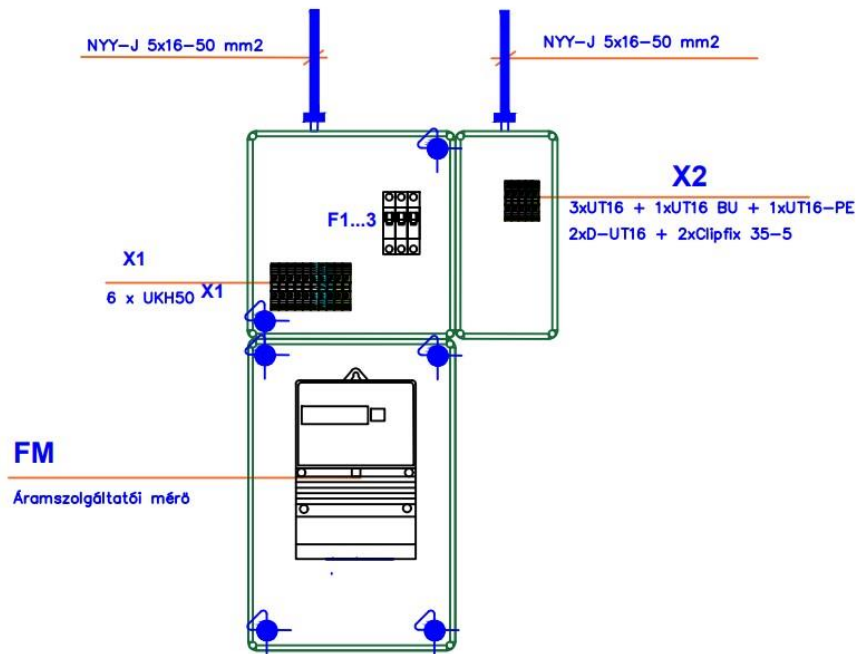 NYY-J 5x16-50 mm2
NYY-J 5x16-50 mm2
X2
3xUT16 + 1xUT16 BU + 1xUT16-PE
2xD-UT16 + 2xClipfix 35-5
F1...3
X1
6 x UKH50
X1
FM
Áramszolgáltatói mérő